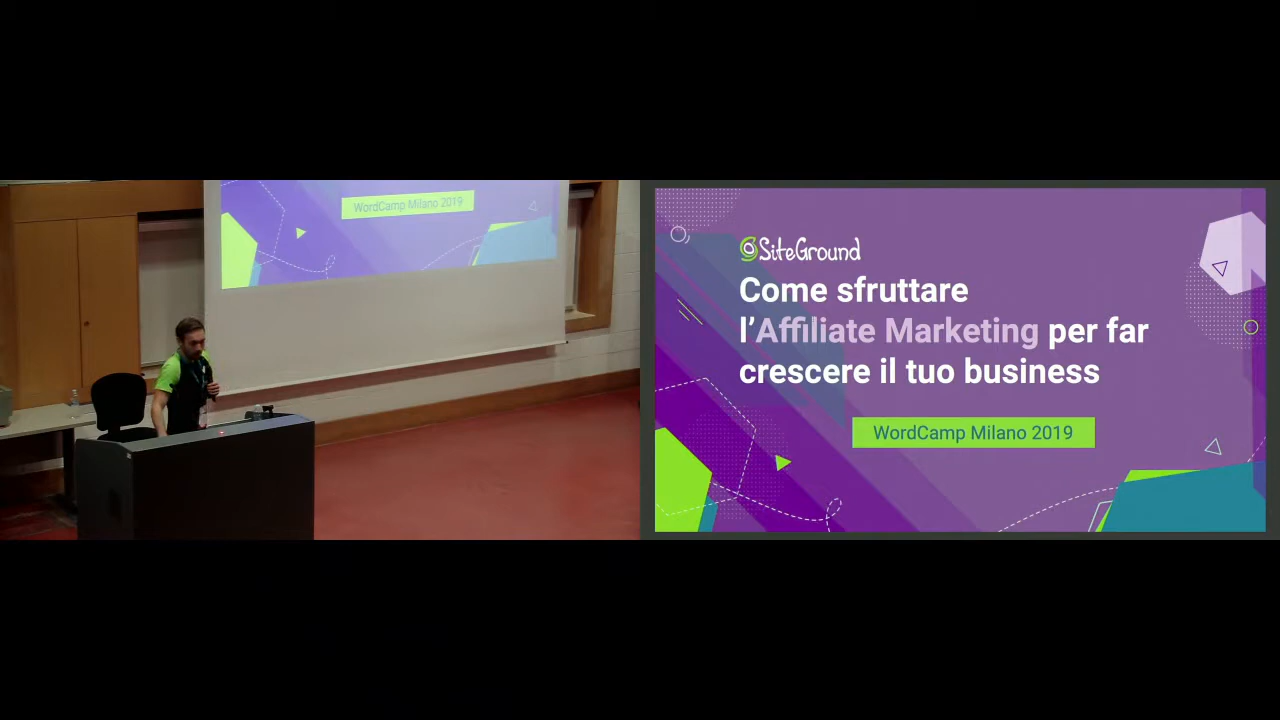 WordCamp Milano 2019
SiteGround
Come sfruttare
l’Affiliate Marketing per far
crescere il tuo business
WordCamp Milano 2019